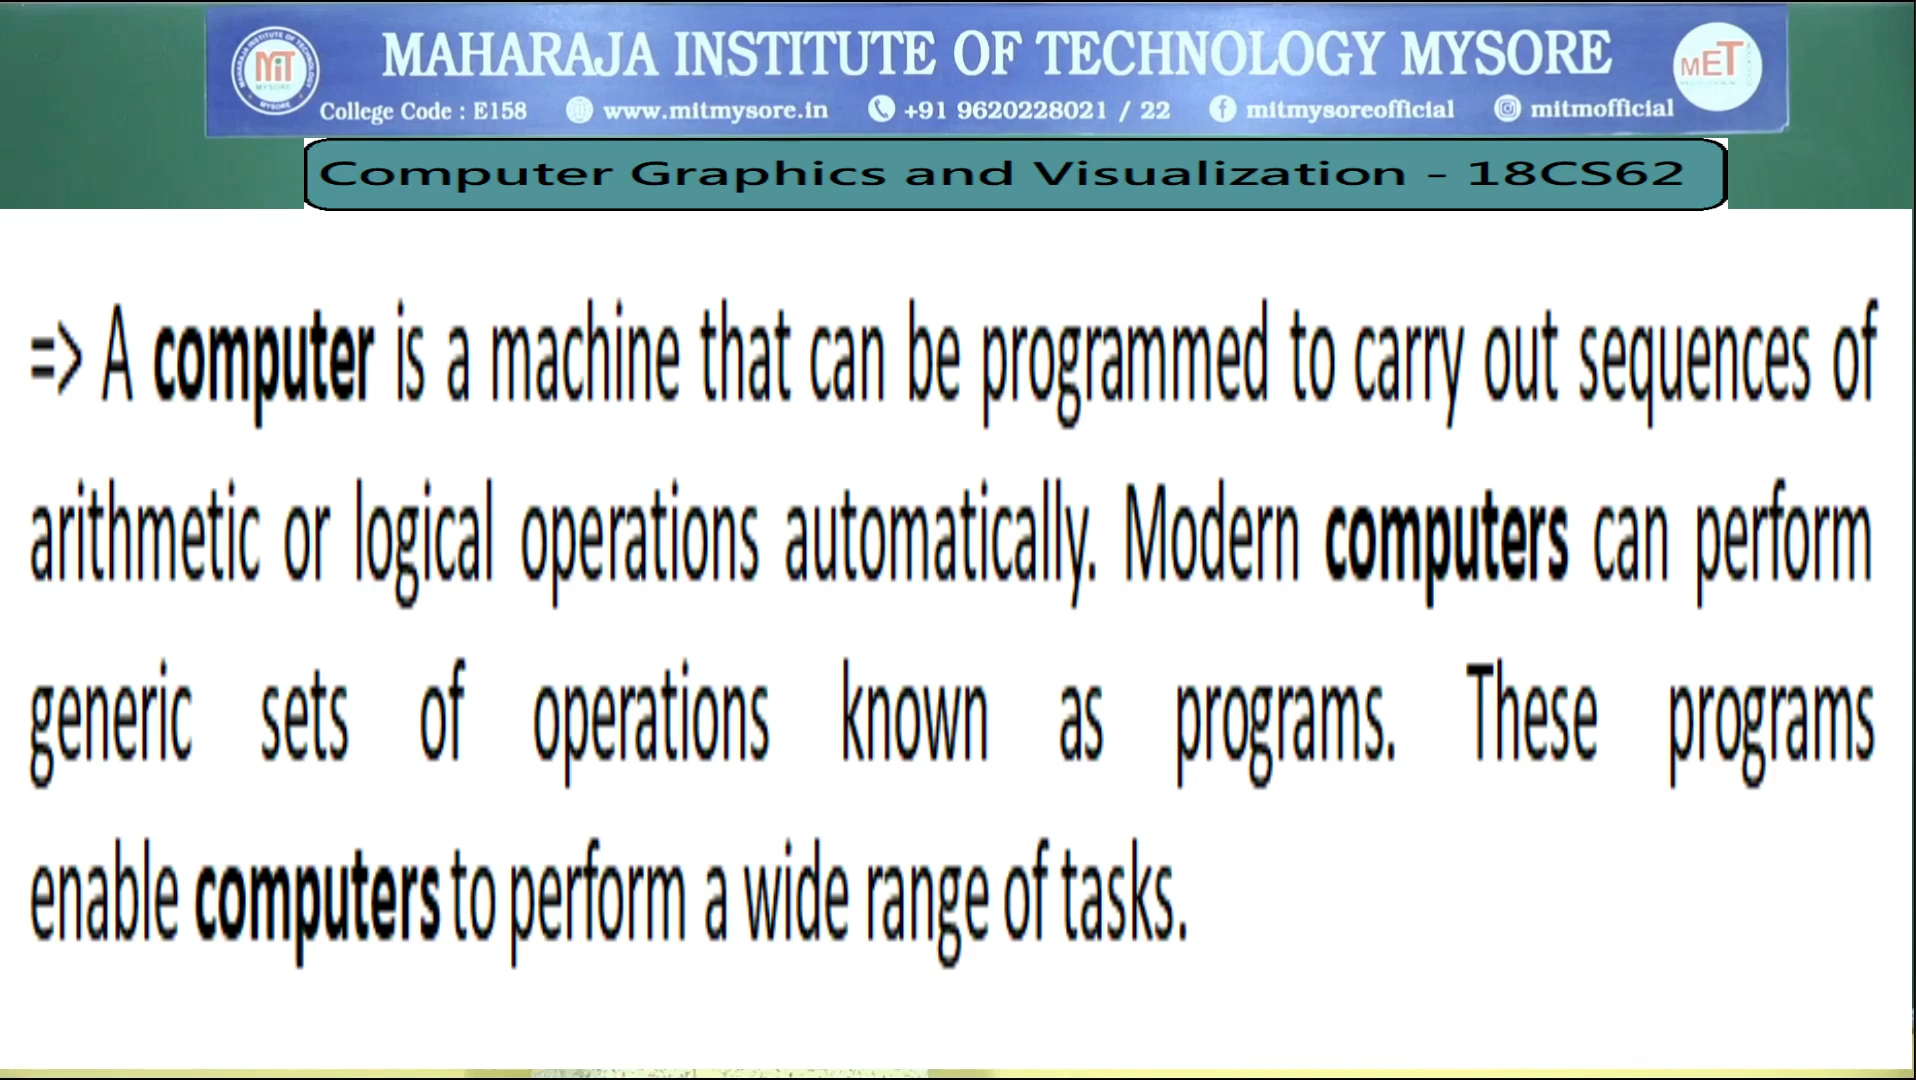 MAHARAJA INSTITUTE OF TECHNOLOGY MYSORE
MIT
MYSORE
MET
College Code : E158 www.mitmysore.in +91 9620228021 / 22 mitmysoreofficial mitmofficial
Computer Graphics and Visualization - 18CS62
=> A computer is a machine that can be programmed to carry out sequences of
arithmetic or logical operations automatically. Modern computers can perform
generic sets of operations known as programs. These programs
enable computers to perform a wide range of tasks.